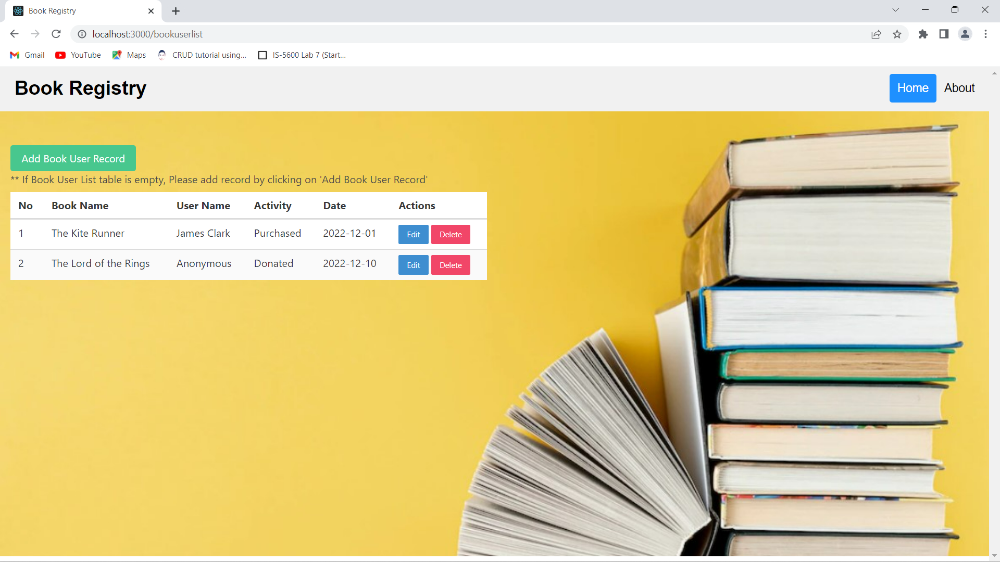 Book Registry
localhost:3000/bookuserlist
Gmail YouTube Maps CRUD tutorial using... IS-5600 Lab 7 (Start...
Book Registry Home About
Add Book User Record
** If Book User List table is empty, Please add record by clicking on 'Add Book User Record'
No Book Name User Name Activity Date Actions
1 The Kite Runner James Clark Purchased 2022-12-01 Edit Delete
2 The Lord of the Rings Anonymous Donated 2022-12-10 Edit Delete